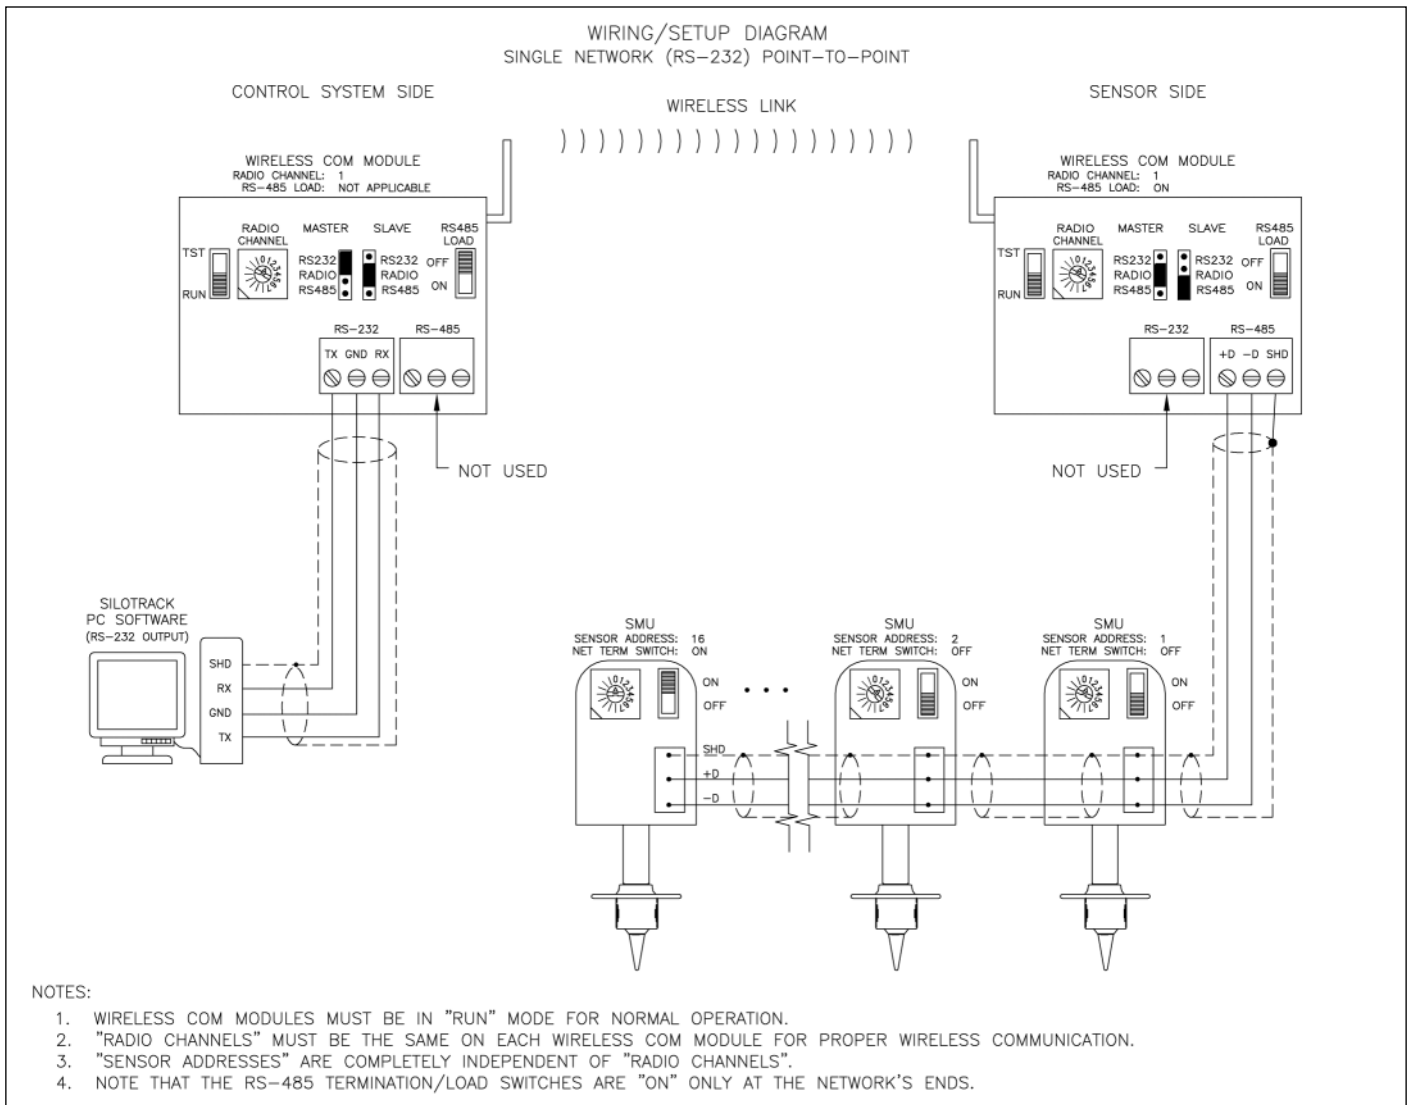 WIRING/SETUP DIAGRAM
SINGLE NETWORK (RS-232) POINT-TO-POINT
CONTROL SYSTEM SIDE
WIRELESS LINK
SENSOR SIDE
WIRELESS COM MODULE
RADIO CHANNEL: 1
RS-485 LOAD: NOT APPLICABLE
TST
RUN
RADIO
CHANNEL
MASTER
SLAVE
RS485
LOAD
RS232
RADIO
RS485
RS232
RADIO
RS485
OFF
ON
RS-232
RS-485
TX GND RX
NOT USED
WIRELESS COM MODULE
RADIO CHANNEL: 1
RS-485 LOAD: ON
TST
RUN
RADIO
CHANNEL
MASTER
SLAVE
RS485
LOAD
RS232
RADIO
RS485
RS232
RADIO
RS485
OFF
ON
RS-232
RS-485
+D -D SHD
NOT USED
SILOTRACK
PC SOFTWARE
(RS-232 OUTPUT)
SHD
RX
GND
TX
SMU
SENSOR ADDRESS: 16
NET TERM SWITCH: ON
ON
OFF
SHD
+D
-D
SMU
SENSOR ADDRESS: 2
NET TERM SWITCH: OFF
ON
OFF
SMU
SENSOR ADDRESS: 1
NET TERM SWITCH: OFF
ON
OFF
NOTES:
1. WIRELESS COM MODULES MUST BE IN "RUN" MODE FOR NORMAL OPERATION.
2. "RADIO CHANNELS" MUST BE THE SAME ON EACH WIRELESS COM MODULE FOR PROPER WIRELESS COMMUNICATION.
3. "SENSOR ADDRESSES" ARE COMPLETELY INDEPENDENT OF "RADIO CHANNELS".
4. NOTE THAT THE RS-485 TERMINATION/LOAD SWITCHES ARE "ON" ONLY AT THE NETWORK'S ENDS.